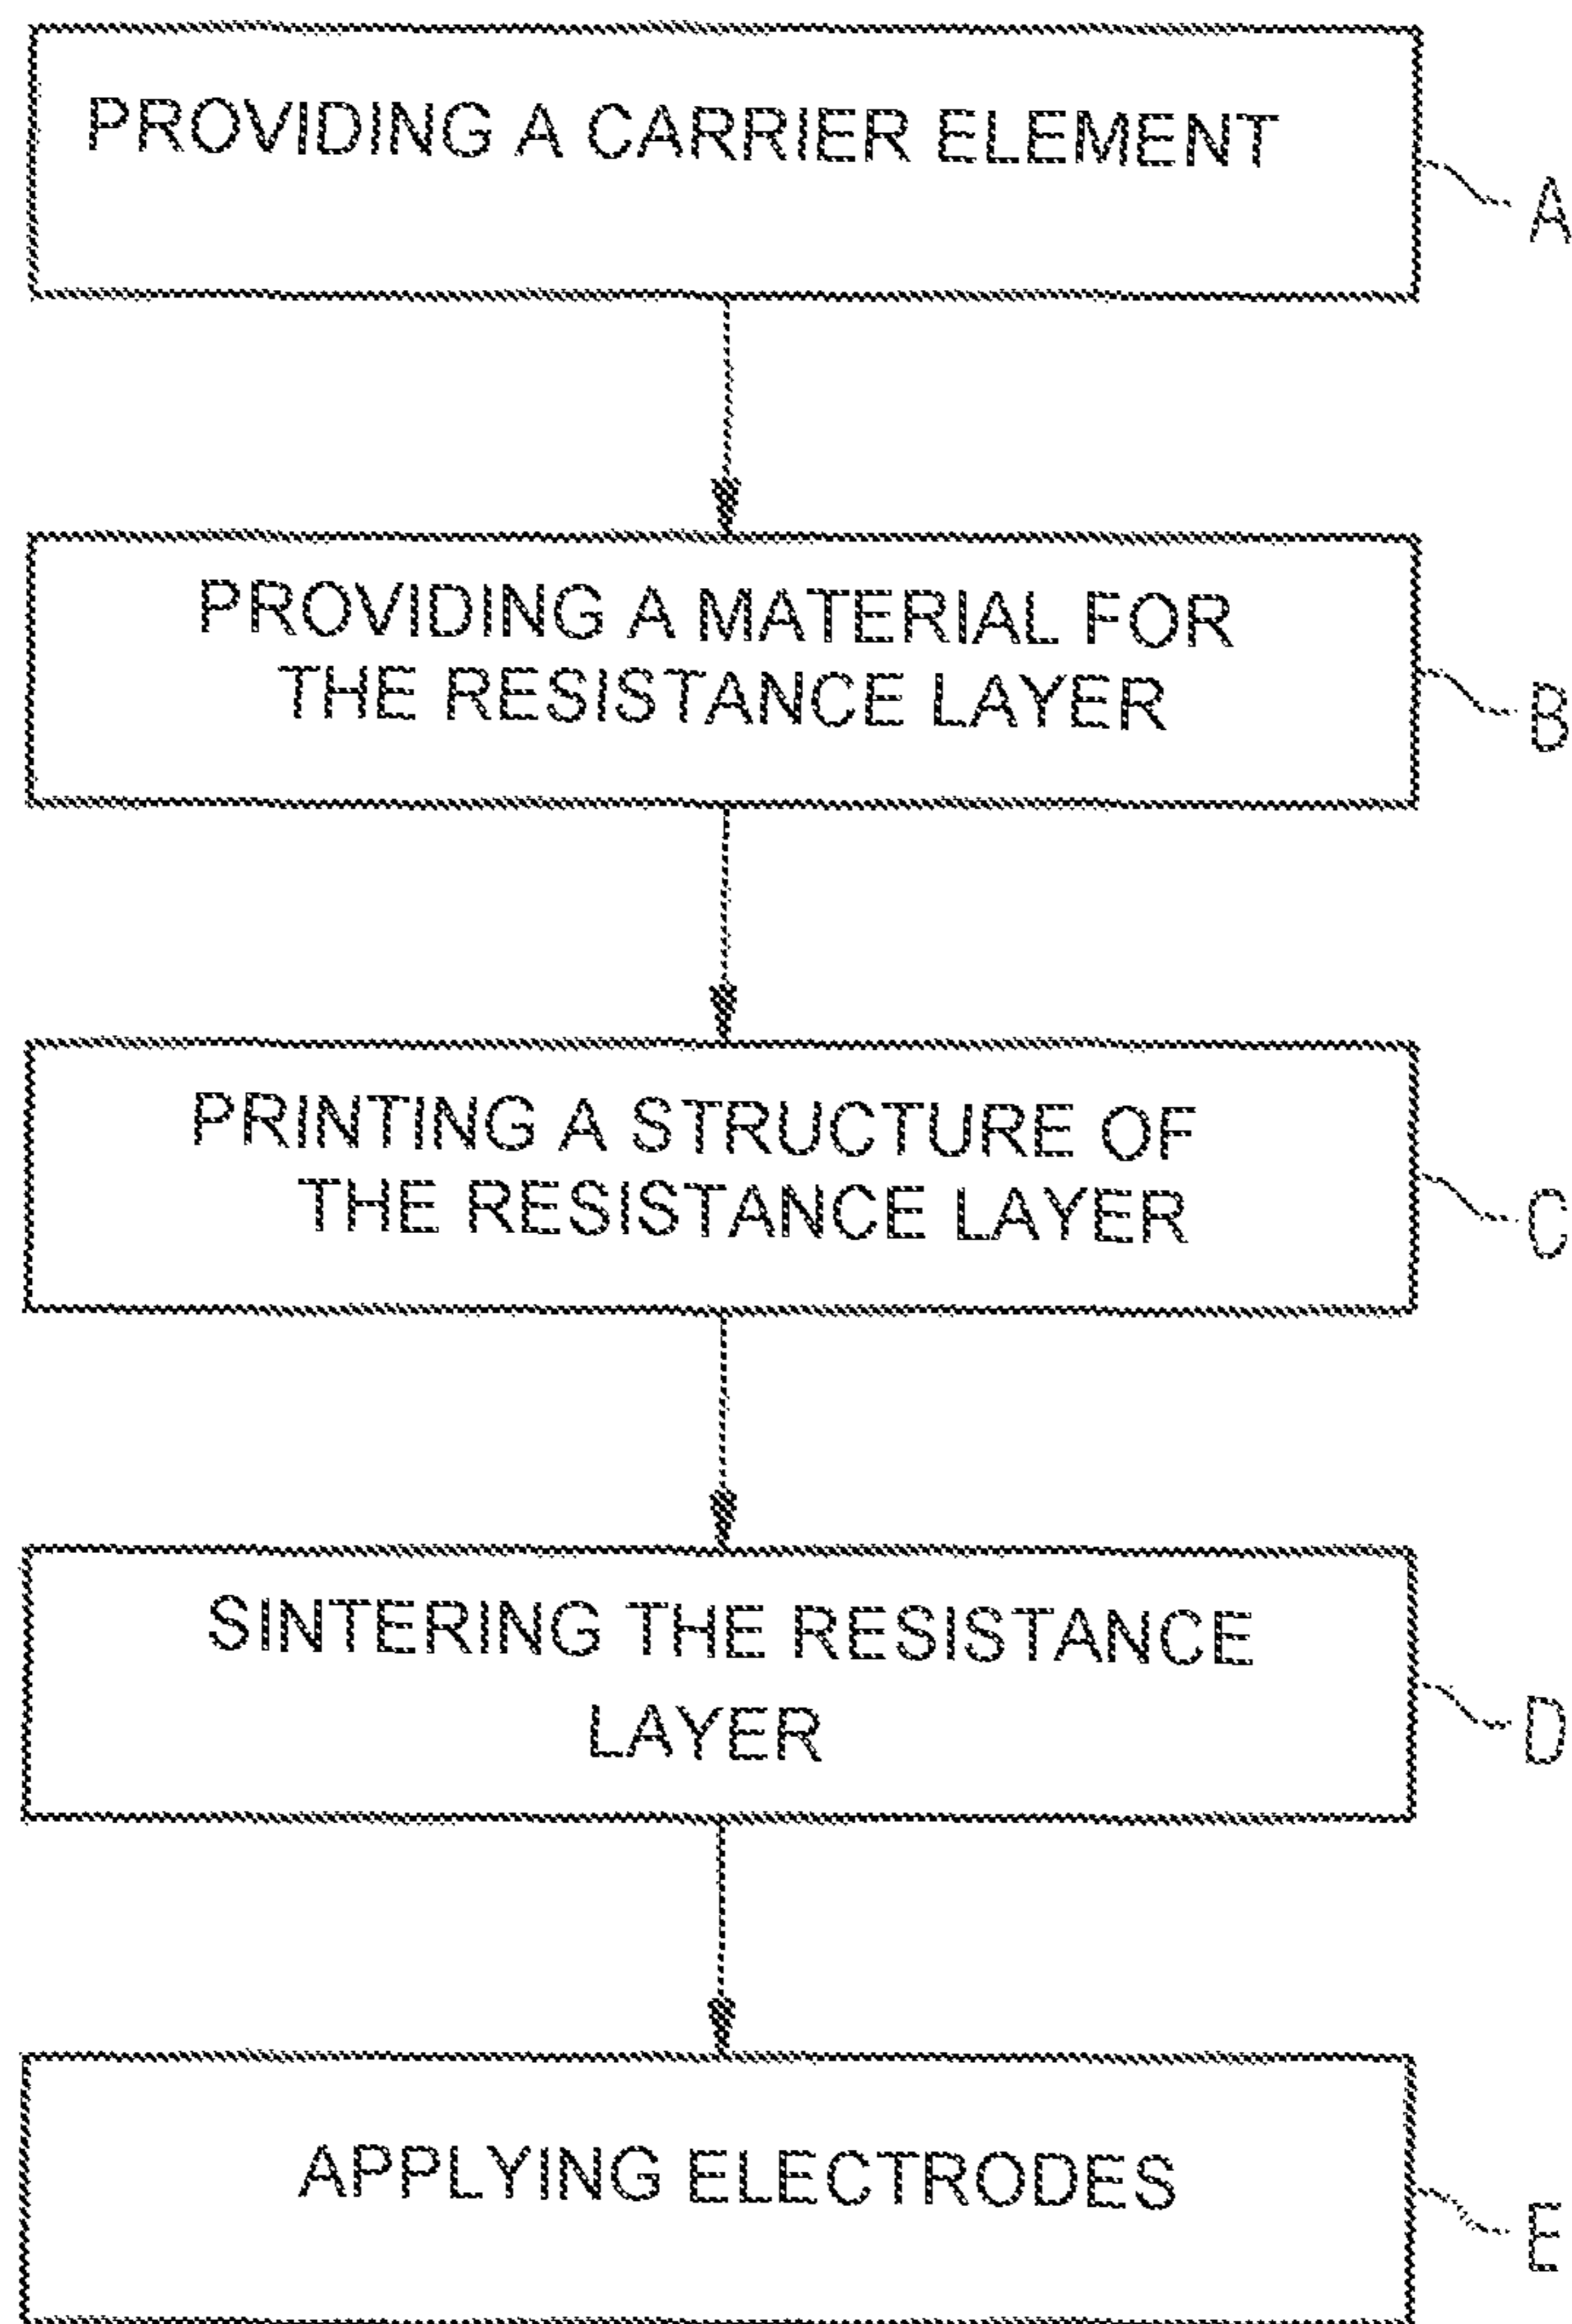 PROVIDING A CARRIER ELEMENT
A
PROVIDING A MATERIAL FOR
THE RESISTANCE LAYER
B
PRINTING A STRUCTURE OF
THE RESISTANCE LAYER
C
SINTERING THE RESISTANCE
LAYER
D
APPLYING ELECTRODES
E